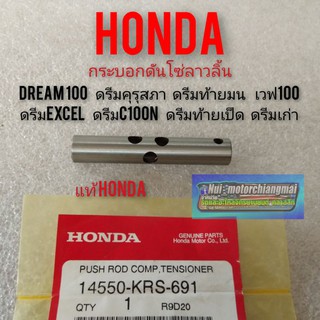 HONDA
กระบอกดันโซ่ลาวลิ้น
DREAM100 ดรีมคุรุสภา ดรีมท้ายมน เวฟ100
ดรีมEXCEL ดรีมC100N ดรีมท้ายเป็ด ดรีมเก่า
แท้HONDA
Hui-motorchiangmai
HONDA
GENUINE PARTS
Honda Motor Co., Ltd.
PUSH ROD COMP,TENSIONER
14550-KRS-691
QTY 1 R9D20